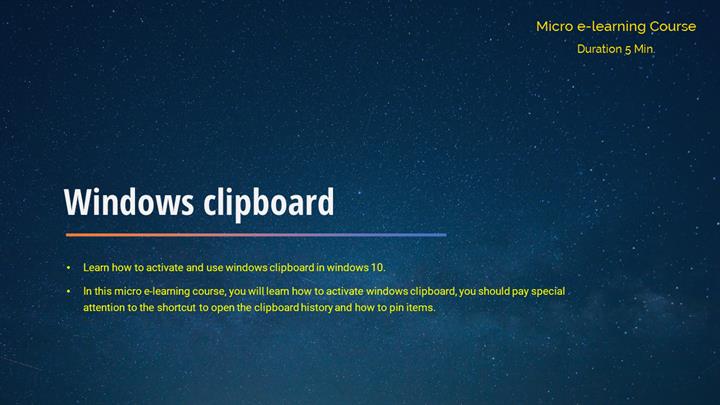 Micro e-learning Course
Duration 5 Min.
Windows clipboard
• Learn how to activate and use windows clipboard in windows 10.
• In this micro e-learning course, you will learn how to activate windows clipboard, you should pay special
attention to the shortcut to open the clipboard history and how to pin items.